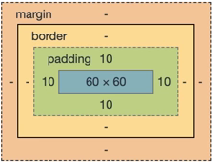 margin -
border -
padding 10
- - 10 60 × 60 10 - -
10
-
-